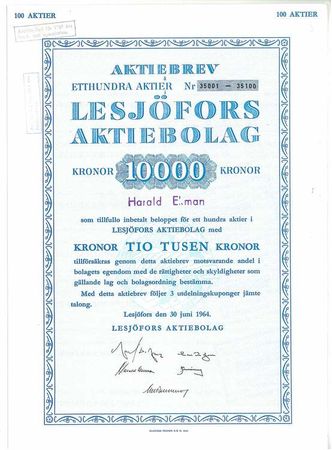 100 AKTIER
100 AKTIER
AKTIEBREV
å
ETTHUNDRA AKTIER Nr 35001 — 35100
LESJÖFORS
AKTIEBOLAG
KRONOR 10000 KRONOR
Harald
som tillfullo inbetalt beloppet för ett hundra aktier i
LESJÖFORS AKTIEBOLAG med
KRONOR TIO TUSEN KRONOR
tillförsäkras genom detta aktiebrev motsvarande andel i
bolagets egendom med de rättigheter och skyldigheter som
gällande lag och bolagsordning bestämma.
Med detta aktiebrev följer 3 utdelningskuponger jämte
talong.
Lesjöfors den 30 juni 1964.
LESJÖFORS AKTIEBOLAG